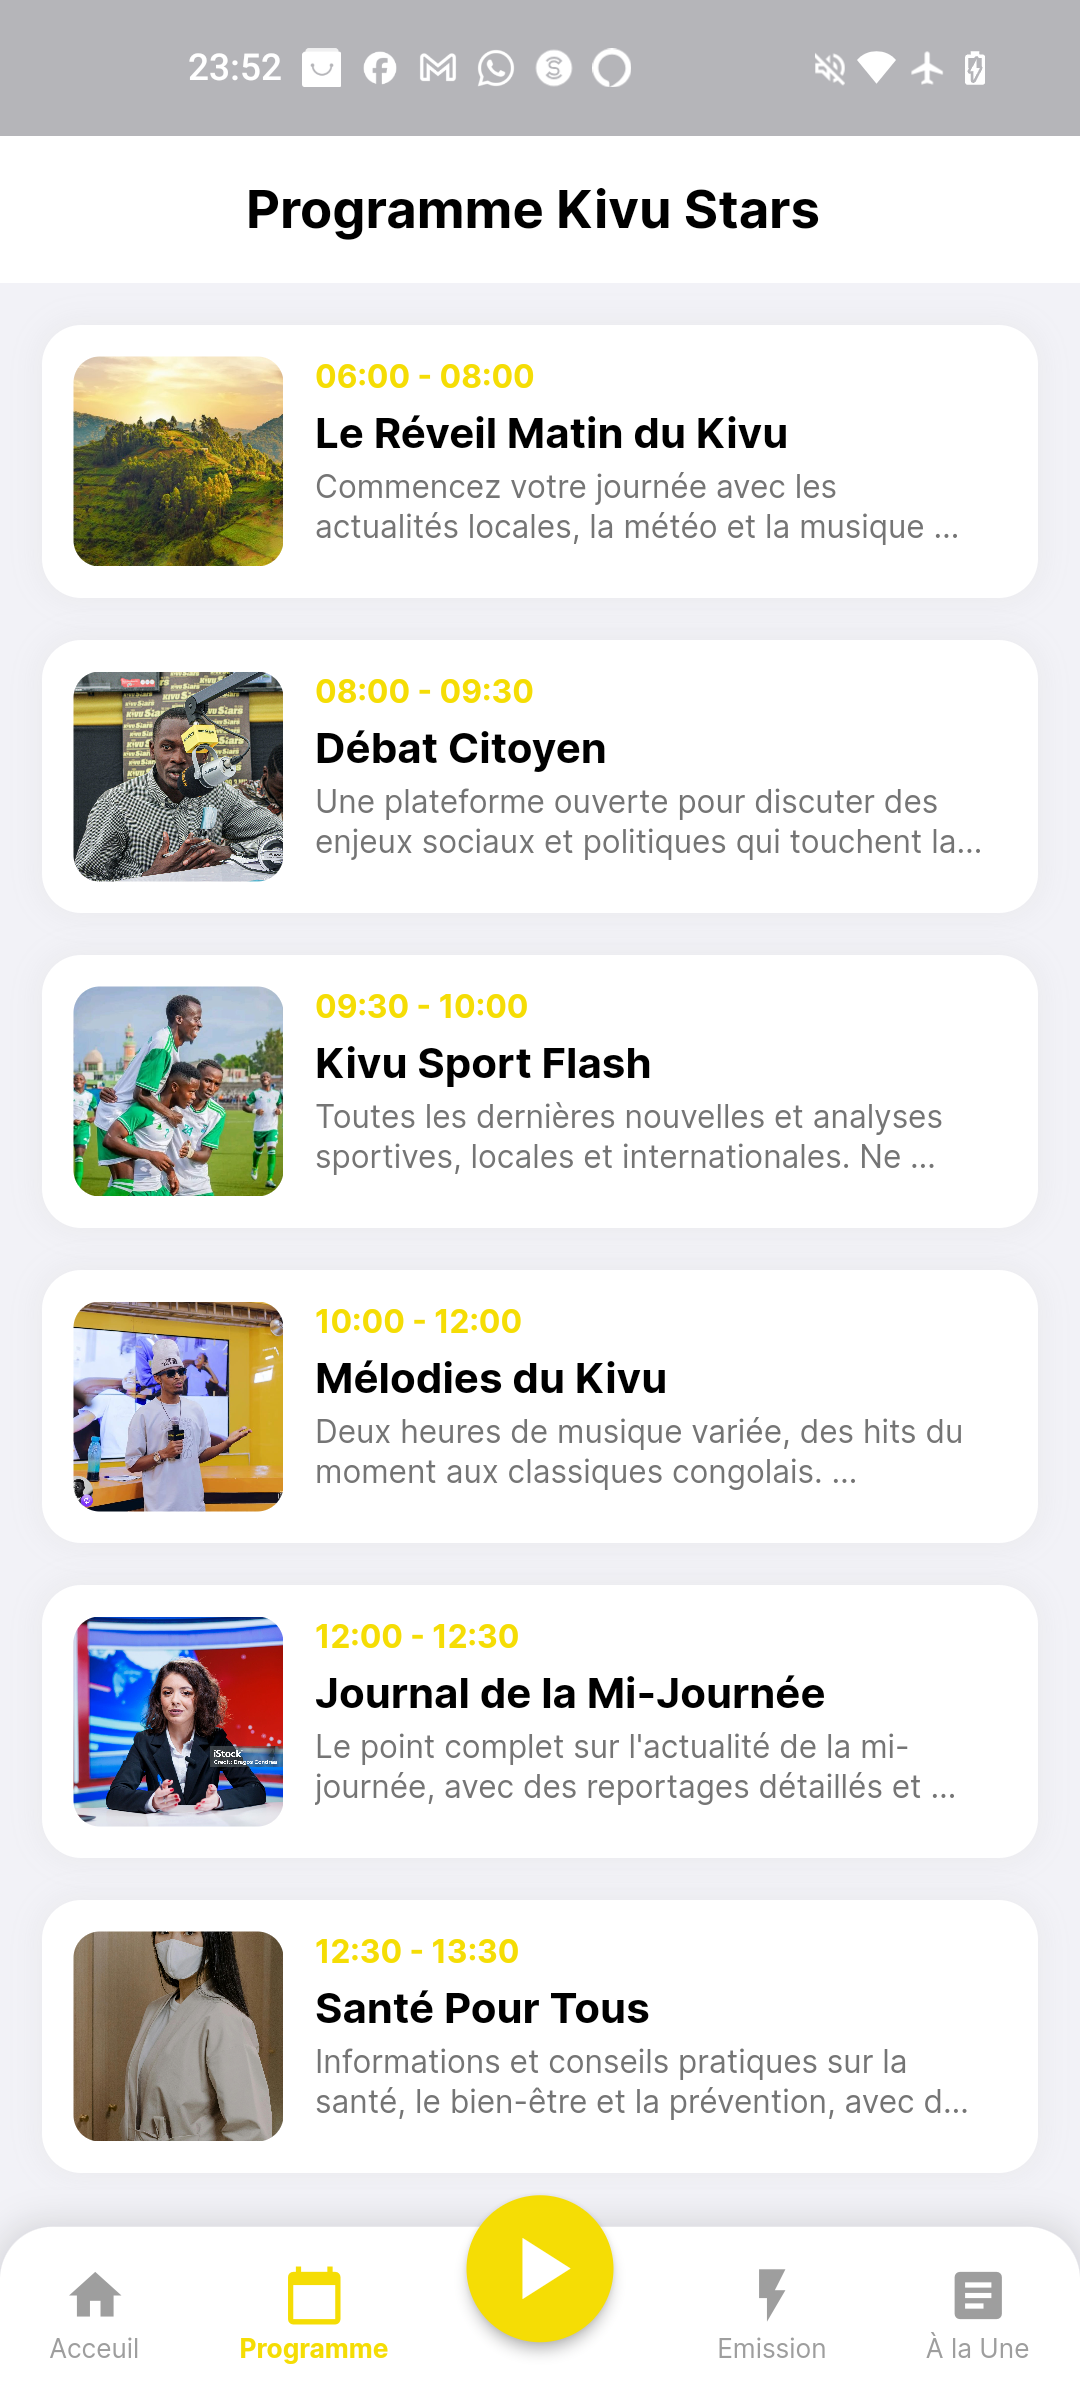 23:52
Programme Kivu Stars
06:00 - 08:00
Le Réveil Matin du Kivu
Commencez votre journée avec les
actualités locales, la météo et la musique ...
08:00 - 09:30
Débat Citoyen
Une plateforme ouverte pour discuter des
enjeux sociaux et politiques qui touchent la...
09:30 - 10:00
Kivu Sport Flash
Toutes les dernières nouvelles et analyses
sportives, locales et internationales. Ne ...
10:00 - 12:00
Mélodies du Kivu
Deux heures de musique variée, des hits du
moment aux classiques congolais. ...
12:00 - 12:30
Journal de la Mi-Journée
Le point complet sur l'actualité de la mi-
journée, avec des reportages détaillés et ...
iStock
12:30 - 13:30
Santé Pour Tous
Informations et conseils pratiques sur la
santé, le bien-être et la prévention, avec d...
Acceuil
Programme
Emission
À la Une